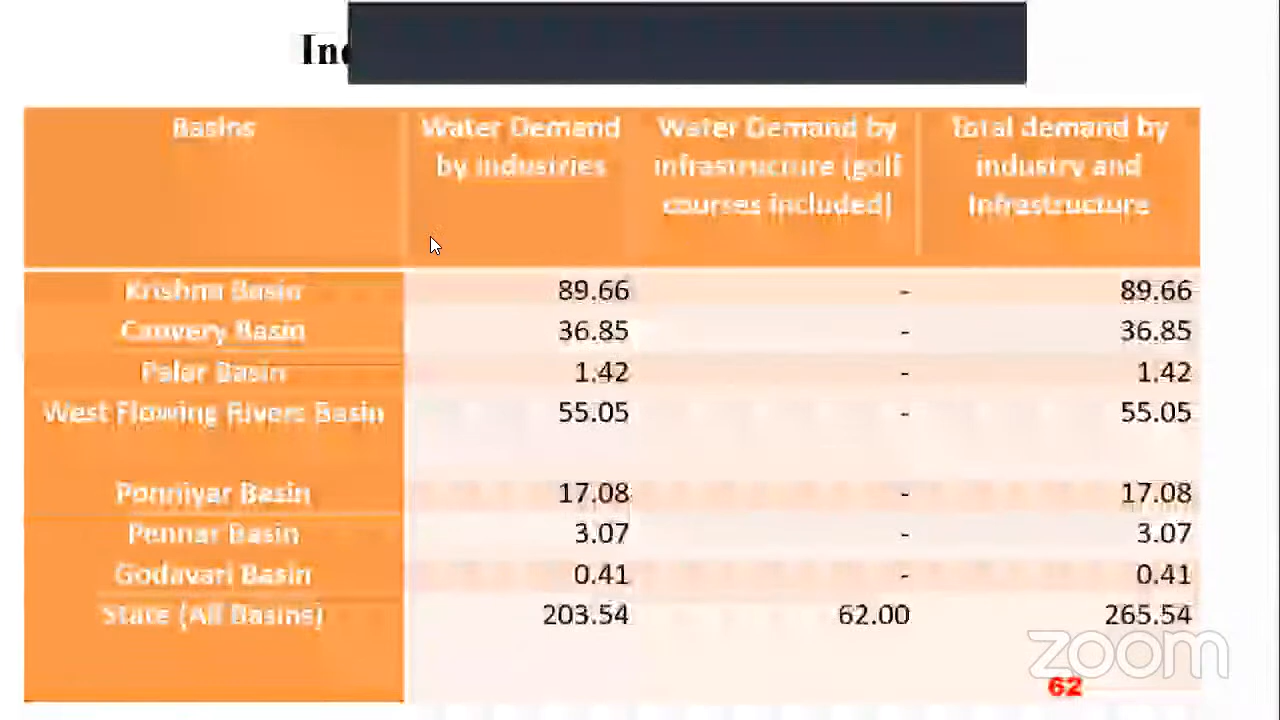 Basins Water Demand by industries Water Demand by infrastructure (golf courses included) Total demand by industry and Infrastructure
Krishna Basin 89.66 - 89.66
Cauvery Basin 36.85 - 36.85
Palar Basin 1.42 - 1.42
West Flowing Rivers Basin 55.05 - 55.05
Ponniyar Basin 17.08 - 17.08
Pennar Basin 3.07 - 3.07
Godavari Basin 0.41 - 0.41
State (All Basins) 203.54 62.00 265.54
zoom
62